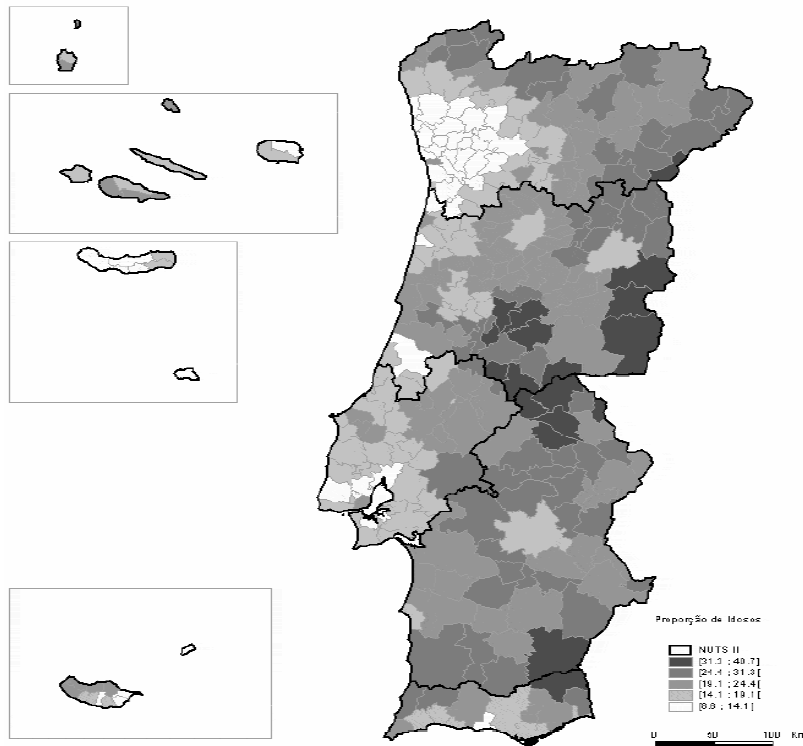 Proporção de Idosos
NUTS II
[31.3 ; 40.7[
[24.4 ; 31.3[
[19.1 ; 24.4[
[14.1 ; 19.1[
[8.8 ; 14.1[
0 50 100 Km